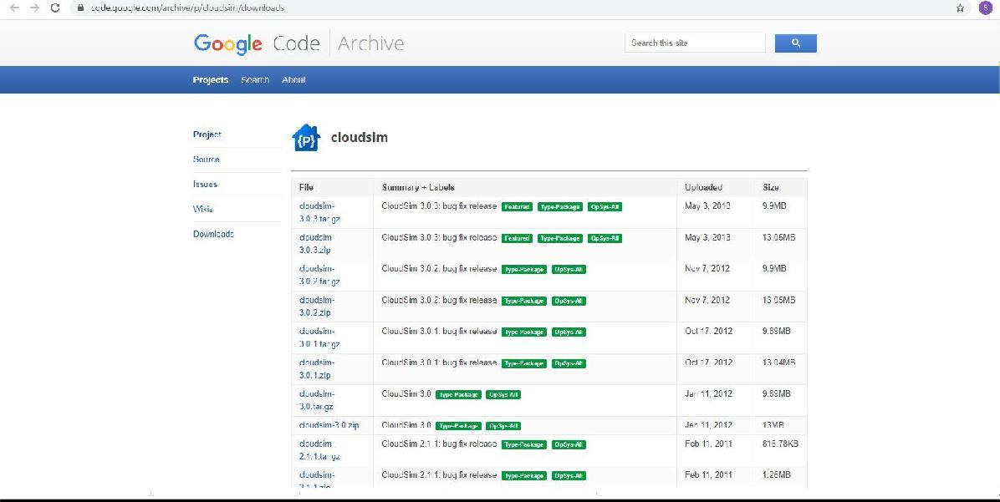 code.google.com/archive/p/cloudsim/downloads
S
Google Code Archive
Search this site
Projects Search About
Project
Source
Issues
Wikis
Downloads
{P} cloudsim
File Summary + Labels Uploaded Size
cloudsim-
3.0.3.tar.gz
CloudSim 3.0.3: bug fix release Featured Type-Package OpSys-All May 3, 2013 9.9MB
cloudsim-
3.0.3.zip
CloudSim 3.0.3: bug fix release Featured Type-Package OpSys-All May 3, 2013 13.05MB
cloudsim-
3.0.2.tar.gz
CloudSim 3.0.2: bug fix release Type-Package OpSys-All Nov 7, 2012 9.9MB
cloudsim-
3.0.2.zip
CloudSim 3.0.2: bug fix release Type-Package OpSys-All Nov 7, 2012 13.05MB
cloudsim-
3.0.1.tar.gz
CloudSim 3.0.1: bug fix release Type-Package OpSys-All Oct 17, 2012 9.89MB
cloudsim-
3.0.1.zip
CloudSim 3.0.1: bug fix release Type-Package OpSys-All Oct 17, 2012 13.04MB
cloudsim-
3.0.tar.gz
CloudSim 3.0 Type-Package OpSys-All Jan 11, 2012 9.89MB
cloudsim-3.0.zip CloudSim 3.0 Type-Package OpSys-All Jan 11, 2012 13MB
cloudsim-
2.1.1.tar.gz
CloudSim 2.1.1: bug fix release Type-Package OpSys-All Feb 11, 2011 816.78KB
cloudsim-
2.1.1.zip
CloudSim 2.1.1: bug fix release Type-Package OpSys-All Feb 11, 2011 1.26MB